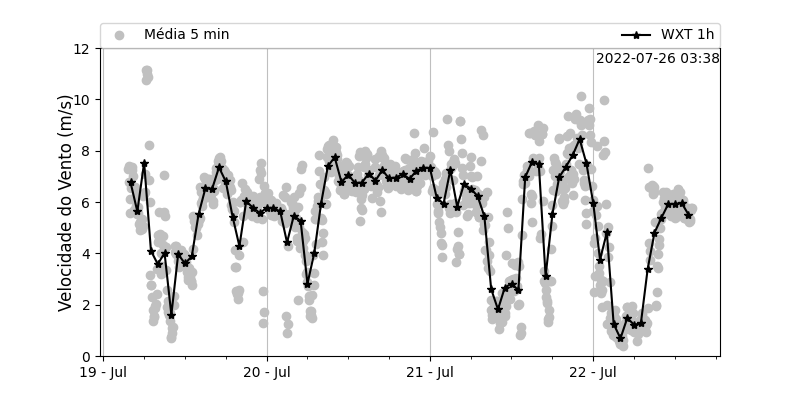 Média 5 min
WXT 1h
2022-07-26 03:38
Velocidade do Vento (m/s)
12
10
8
6
4
2
0
19 - Jul
20 - Jul
21 - Jul
22 - Jul